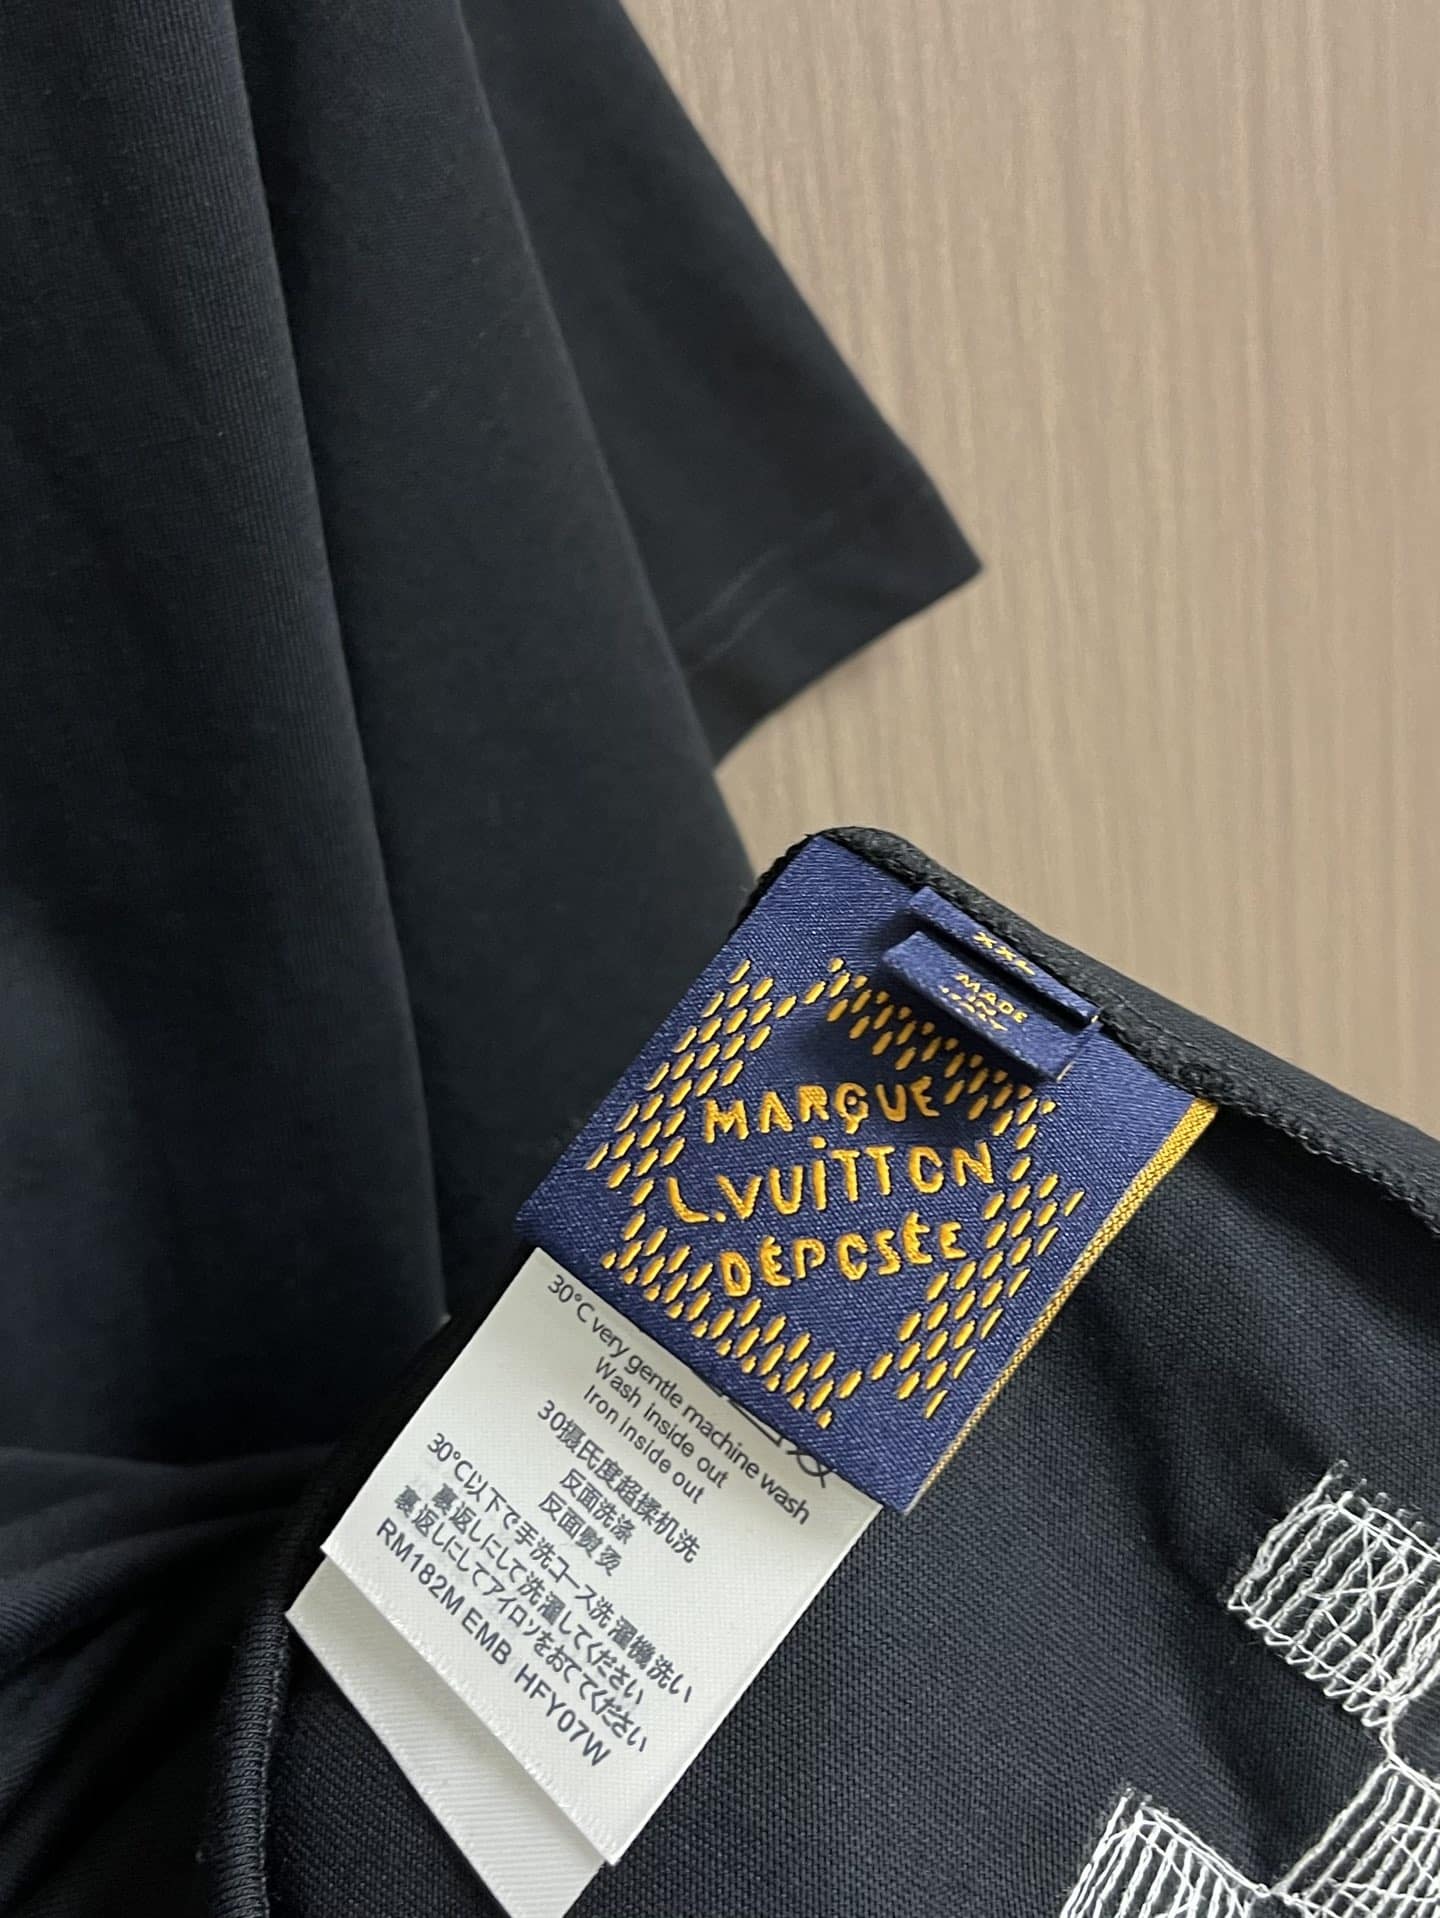 XXL
MADE
IN
ITALY
MARQUE
L.VUITTON
DÉPOSÉE
30°C very gentle machine wash
Wash inside out
Iron inside out
30摄氏度超揉机洗
反面洗涤
反面熨烫
30°C以下で手洗コース洗濯機洗い
裏返しにして洗濯してください
裏返しにしてアイロンをおてください
RM182M EMB HFY07W